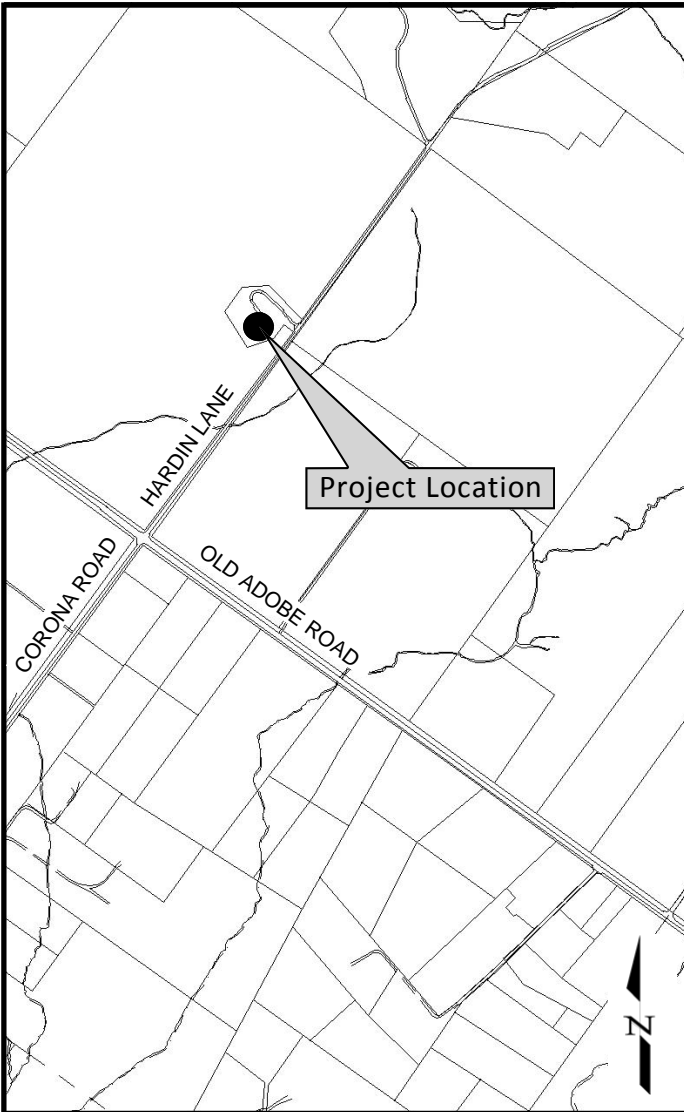 HARDIN LANE
Project Location
CORONA ROAD
OLD ADOBE ROAD
N